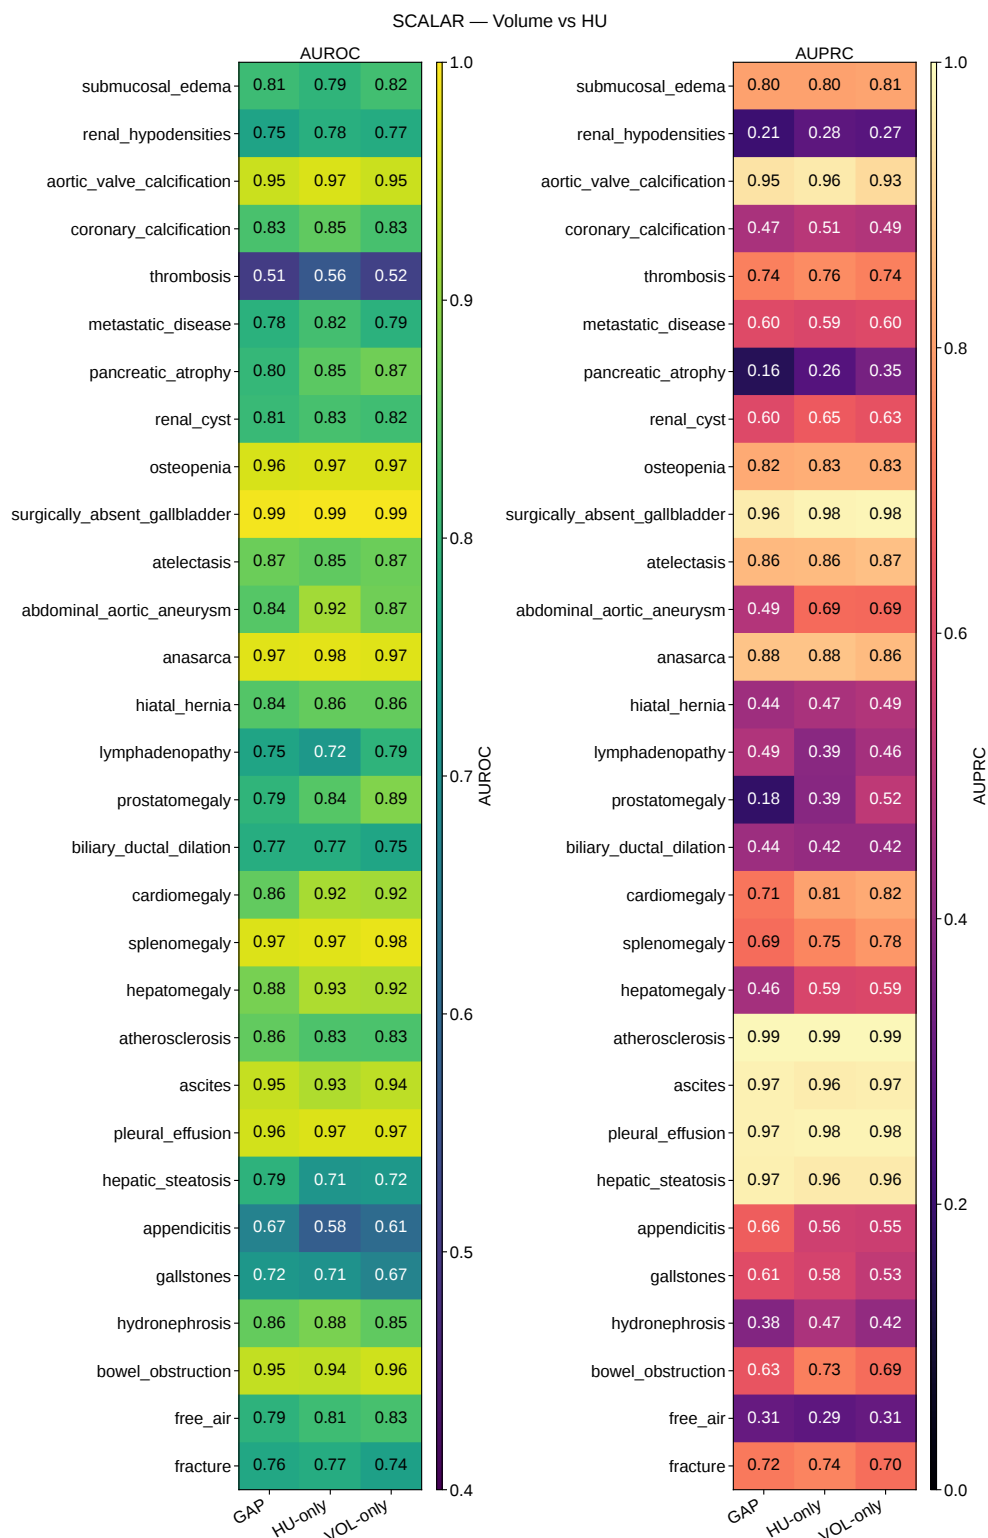 SCALAR — Volume vs HU
AUROC
submucosal_edema 0.81 0.79 0.82
renal_hypodensities 0.75 0.78 0.77
aortic_valve_calcification 0.95 0.97 0.95
coronary_calcification 0.83 0.85 0.83
thrombosis 0.51 0.56 0.52
metastatic_disease 0.78 0.82 0.79
pancreatic_atrophy 0.80 0.85 0.87
renal_cyst 0.81 0.83 0.82
osteopenia 0.96 0.97 0.97
surgically_absent_gallbladder 0.99 0.99 0.99
atelectasis 0.87 0.85 0.87
abdominal_aortic_aneurysm 0.84 0.92 0.87
anasarca 0.97 0.98 0.97
hiatal_hernia 0.84 0.86 0.86
lymphadenopathy 0.75 0.72 0.79
prostatomegaly 0.79 0.84 0.89
biliary_ductal_dilation 0.77 0.77 0.75
cardiomegaly 0.86 0.92 0.92
splenomegaly 0.97 0.97 0.98
hepatomegaly 0.88 0.93 0.92
atherosclerosis 0.86 0.83 0.83
ascites 0.95 0.93 0.94
pleural_effusion 0.96 0.97 0.97
hepatic_steatosis 0.79 0.71 0.72
appendicitis 0.67 0.58 0.61
gallstones 0.72 0.71 0.67
hydronephrosis 0.86 0.88 0.85
bowel_obstruction 0.95 0.94 0.96
free_air 0.79 0.81 0.83
fracture 0.76 0.77 0.74
GAP HU-only VOL-only
1.0
0.9
0.8
0.7
0.6
0.5
0.4
AUROC
AUPRC
submucosal_edema 0.80 0.80 0.81
renal_hypodensities 0.21 0.28 0.27
aortic_valve_calcification 0.95 0.96 0.93
coronary_calcification 0.47 0.51 0.49
thrombosis 0.74 0.76 0.74
metastatic_disease 0.60 0.59 0.60
pancreatic_atrophy 0.16 0.26 0.35
renal_cyst 0.60 0.65 0.63
osteopenia 0.82 0.83 0.83
surgically_absent_gallbladder 0.96 0.98 0.98
atelectasis 0.86 0.86 0.87
abdominal_aortic_aneurysm 0.49 0.69 0.69
anasarca 0.88 0.88 0.86
hiatal_hernia 0.44 0.47 0.49
lymphadenopathy 0.49 0.39 0.46
prostatomegaly 0.18 0.39 0.52
biliary_ductal_dilation 0.44 0.42 0.42
cardiomegaly 0.71 0.81 0.82
splenomegaly 0.69 0.75 0.78
hepatomegaly 0.46 0.59 0.59
atherosclerosis 0.99 0.99 0.99
ascites 0.97 0.96 0.97
pleural_effusion 0.97 0.98 0.98
hepatic_steatosis 0.97 0.96 0.96
appendicitis 0.66 0.56 0.55
gallstones 0.61 0.58 0.53
hydronephrosis 0.38 0.47 0.42
bowel_obstruction 0.63 0.73 0.69
free_air 0.31 0.29 0.31
fracture 0.72 0.74 0.70
GAP HU-only VOL-only
1.0
0.8
0.6
0.4
0.2
0.0
AUPRC